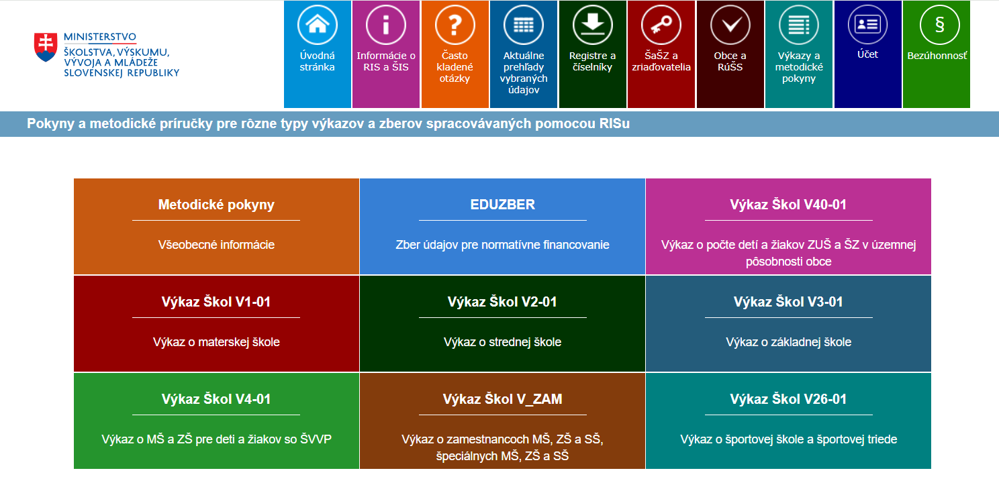 MINISTERSTVO
ŠKOLSTVA, VÝSKUMU,
VÝVOJA A MLÁDEŽE
SLOVENSKEJ REPUBLIKY
Úvodná
stránka
Informácie o
RIS a ŠIS
?
Často
kladené
otázky
Aktuálne
prehľady
vybraných
údajov
Registre a
číselníky
ŠaŠZ a
zriaďovatelia
Obce a
RúŠS
Výkazy a
metodické
pokyny
Účet
§
Bezúhonnosť
Pokyny a metodické príručky pre rôzne typy výkazov a zberov spracovávaných pomocou RISu
Metodické pokyny
Všeobecné informácie
EDUZBER
Zber údajov pre normatívne financovanie
Výkaz Škol V40-01
Výkaz o počte detí a žiakov ZUŠ a ŠZ v územnej
pôsobnosti obce
Výkaz Škol V1-01
Výkaz o materskej škole
Výkaz Škol V2-01
Výkaz o strednej škole
Výkaz Škol V3-01
Výkaz o základnej škole
Výkaz Škol V4-01
Výkaz o MŠ a ZŠ pre deti a žiakov so ŠVVP
Výkaz Škol V_ZAM
Výkaz o zamestnancoch MŠ, ZŠ a SŠ,
špeciálnych MŠ, ZŠ a SŠ
Výkaz Škol V26-01
Výkaz o športovej škole a športovej triede